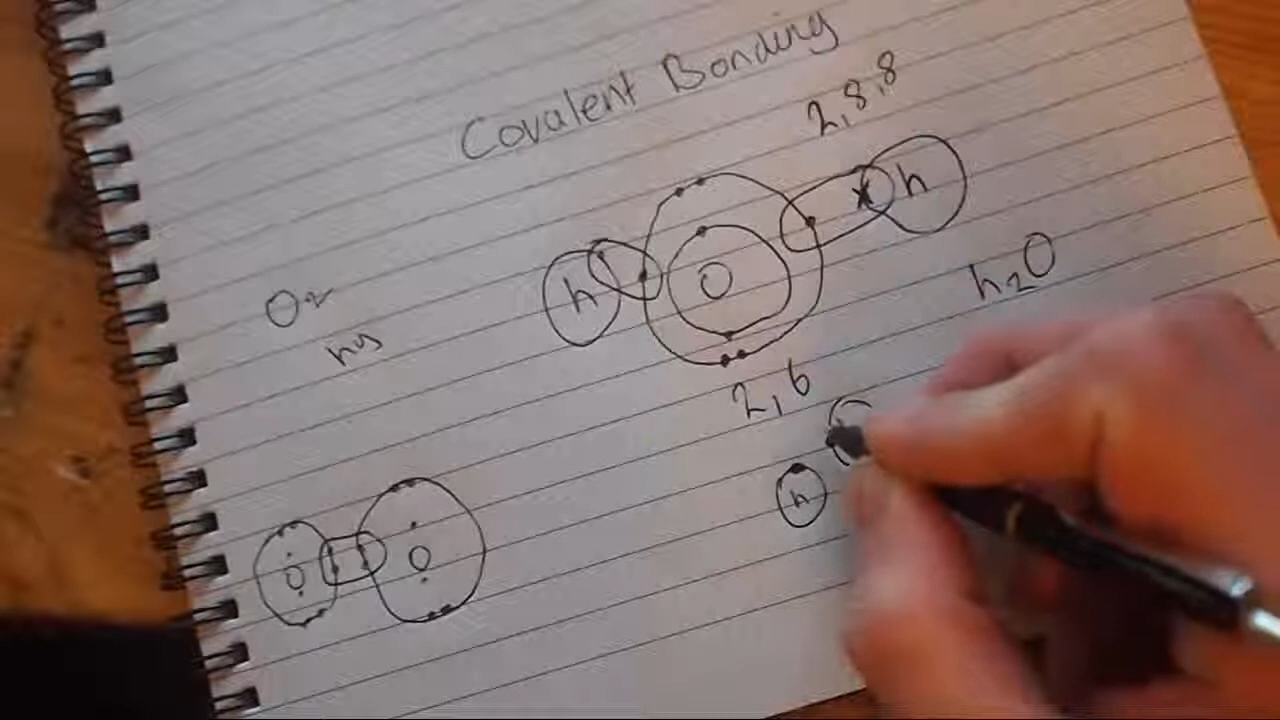 Covalent Bonding
2,8,8
h O h
h₂O
O₂
2,6
h
O O